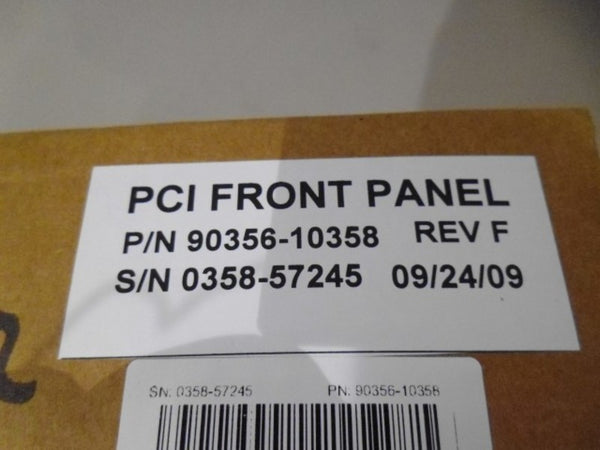 PCI FRONT PANEL
P/N 90356-10358 REV F
S/N 0358-57245 09/24/09
SN: 0358-57245 PN: 90356-10358